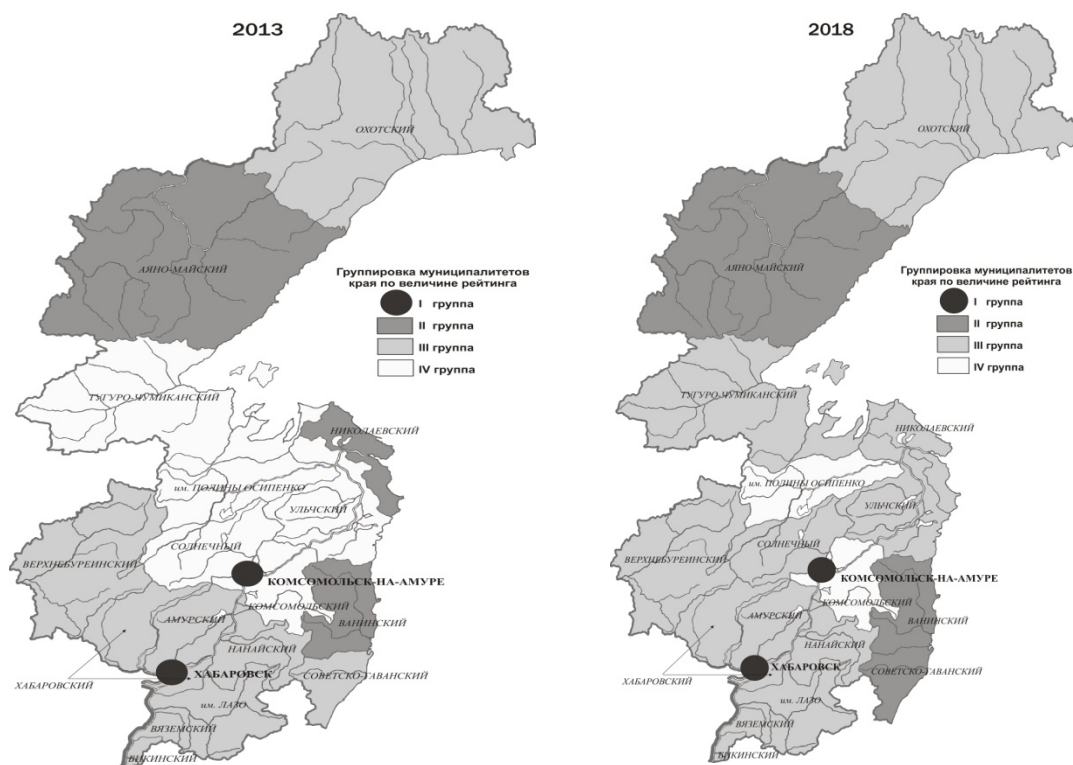 2013
ОХОТСКИЙ
АЯНО-МАЙСКИЙ
Группировка муниципалитетов
края по величине рейтинга
I группа
II группа
III группа
IV группа
ТУГУРО-ЧУМИКАНСКИЙ
НИКОЛАЕВСКИЙ
им. ПОЛИНЫ ОСИПЕНКО
УЛЬЧСКИЙ
СОЛНЕЧНЫЙ
ВЕРХНЕБУРЕИНСКИЙ
КОМСОМОЛЬСК-НА-АМУРЕ
КОМСОМОЛЬСКИЙ
АМУРСКИЙ
ВАНИНСКИЙ
НАНАЙСКИЙ
ХАБАРОВСК
СОВЕТСКО-ГАВАНСКИЙ
ХАБАРОВСКИЙ
им. ЛАЗО
ВЯЗЕМСКИЙ
БИКИНСКИЙ
2018
ОХОТСКИЙ
АЯНО-МАЙСКИЙ
Группировка муниципалитетов
края по величине рейтинга
I группа
II группа
III группа
IV группа
ТУГУРО-ЧУМИКАНСКИЙ
НИКОЛАЕВСКИЙ
им. ПОЛИНЫ ОСИПЕНКО
УЛЬЧСКИЙ
СОЛНЕЧНЫЙ
ВЕРХНЕБУРЕИНСКИЙ
КОМСОМОЛЬСК-НА-АМУРЕ
КОМСОМОЛЬСКИЙ
АМУРСКИЙ
ВАНИНСКИЙ
НАНАЙСКИЙ
ХАБАРОВСК
СОВЕТСКО-ГАВАНСКИЙ
ХАБАРОВСКИЙ
им. ЛАЗО
ВЯЗЕМСКИЙ
БИКИНСКИЙ